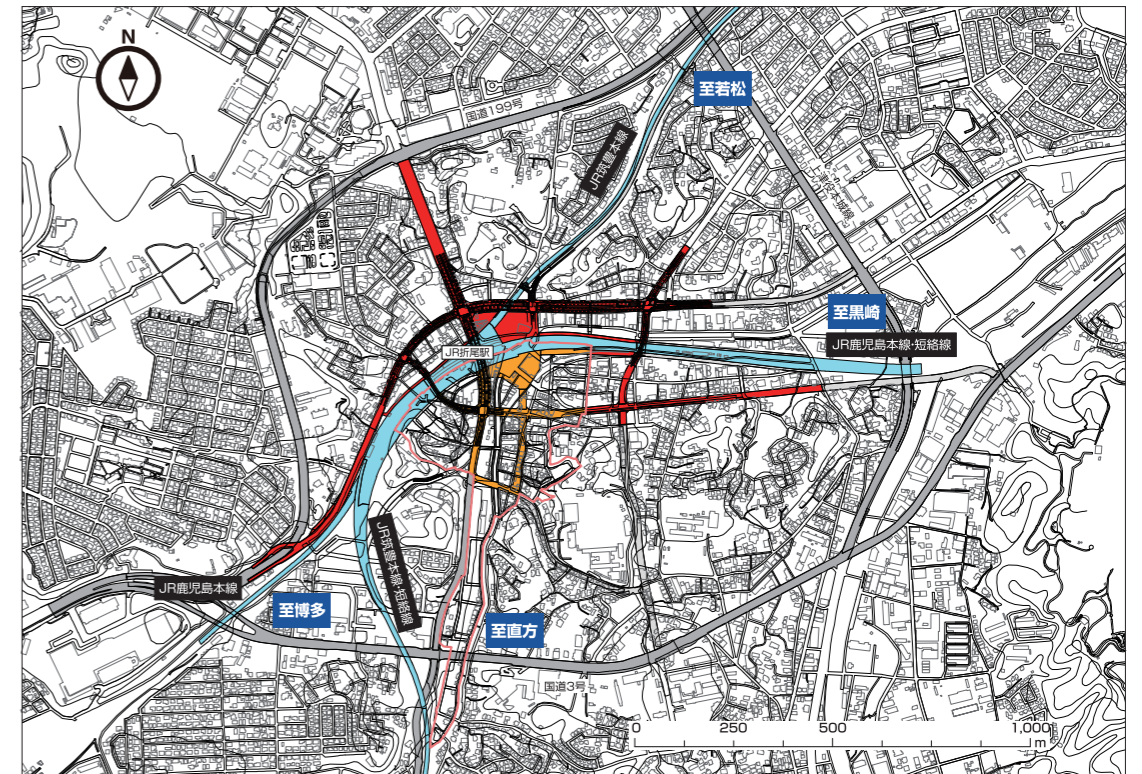 N
国道199号
至若松
JR筑豊本線
至黒崎
JR鹿児島本線・短絡線
JR折尾駅
JR筑豊本線・短絡線
JR鹿児島本線
至博多
至直方
国道3号
0 250 500 1,000
m